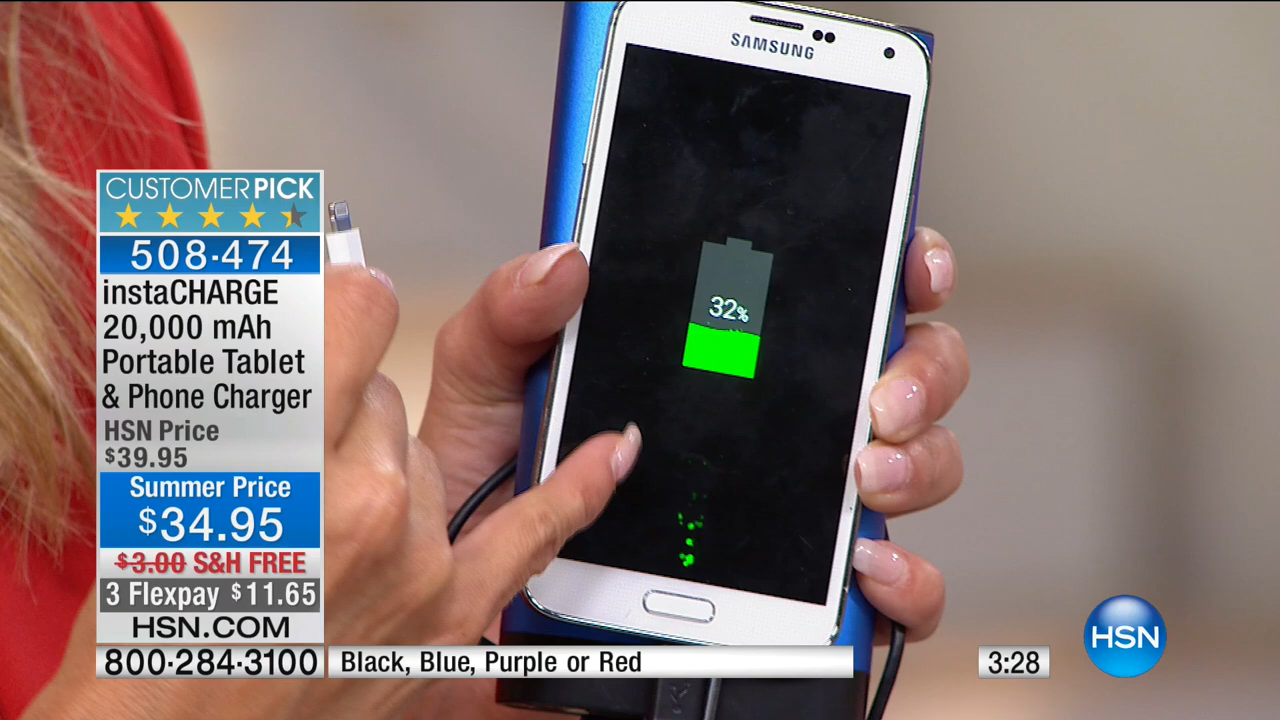 SAMSUNG
32%
CUSTOMERPICK
508·474
instaCHARGE
20,000 mAh
Portable Tablet
& Phone Charger
HSN Price
$39.95
Summer Price
$34.95
$3.00 S&H FREE
3 Flexpay $11.65
HSN.COM
800·284·3100
Black, Blue, Purple or Red
3:28
HSN